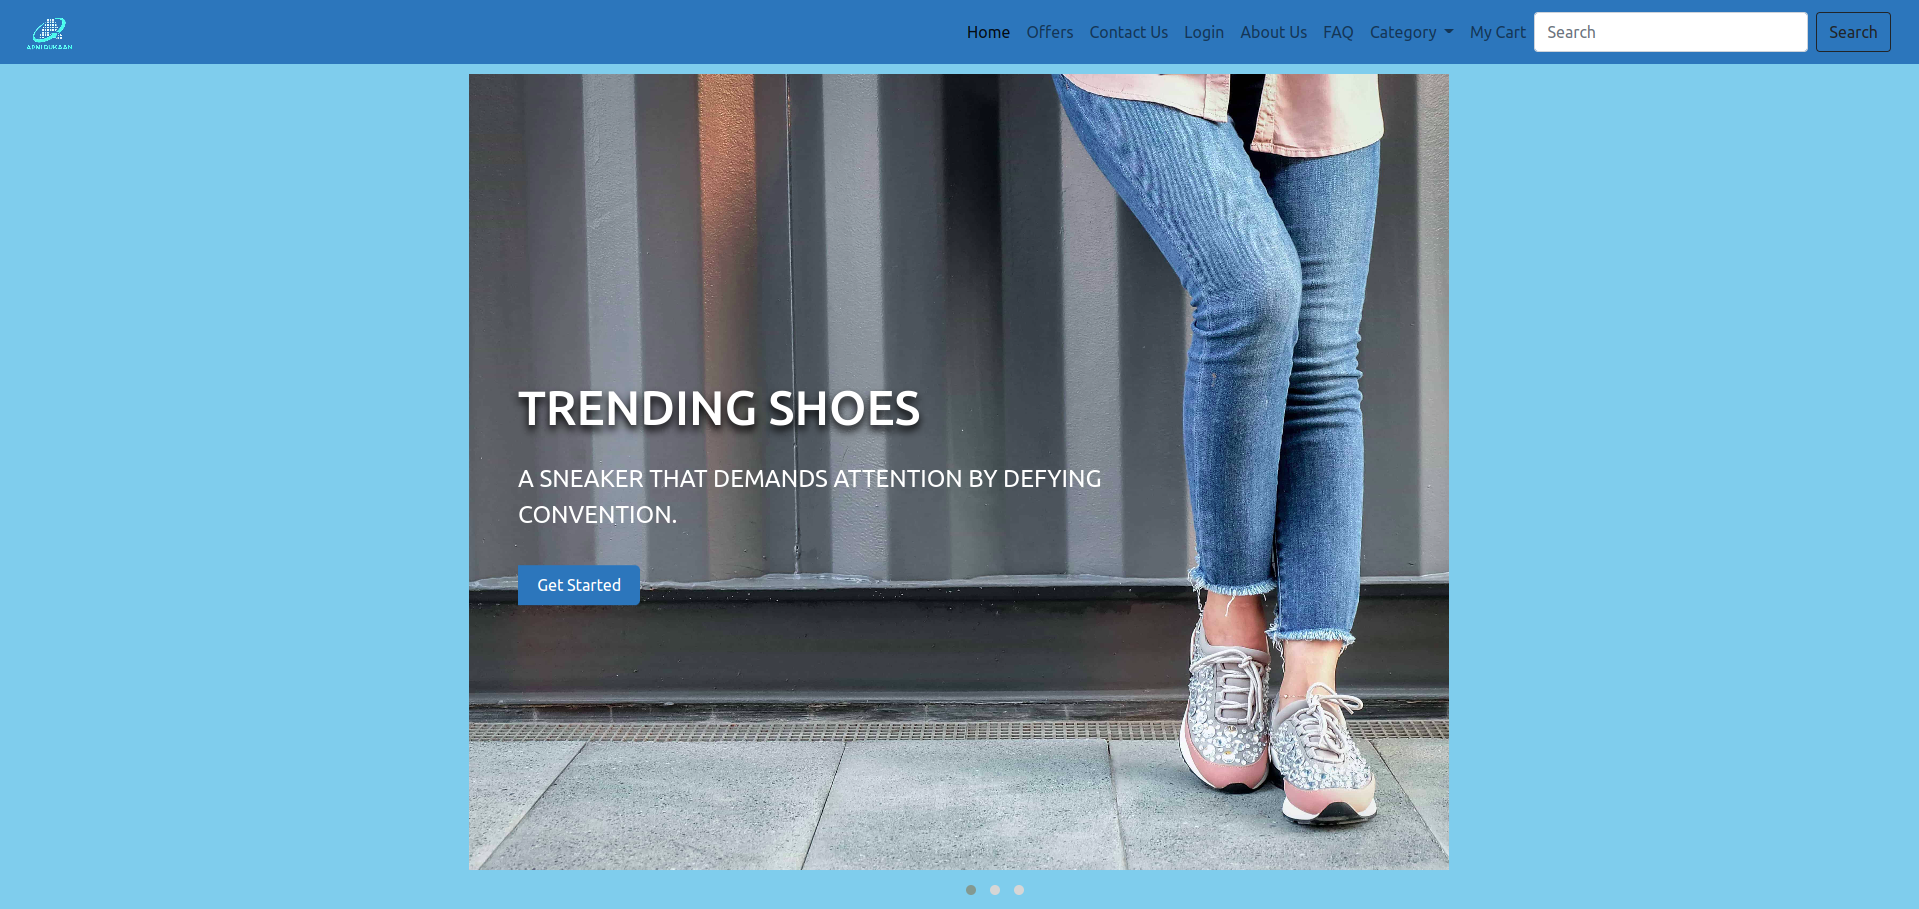 APNI DUKAAN
Home Offers Contact Us Login About Us FAQ Category My Cart Search Search
TRENDING SHOES
A SNEAKER THAT DEMANDS ATTENTION BY DEFYING
CONVENTION.
Get Started